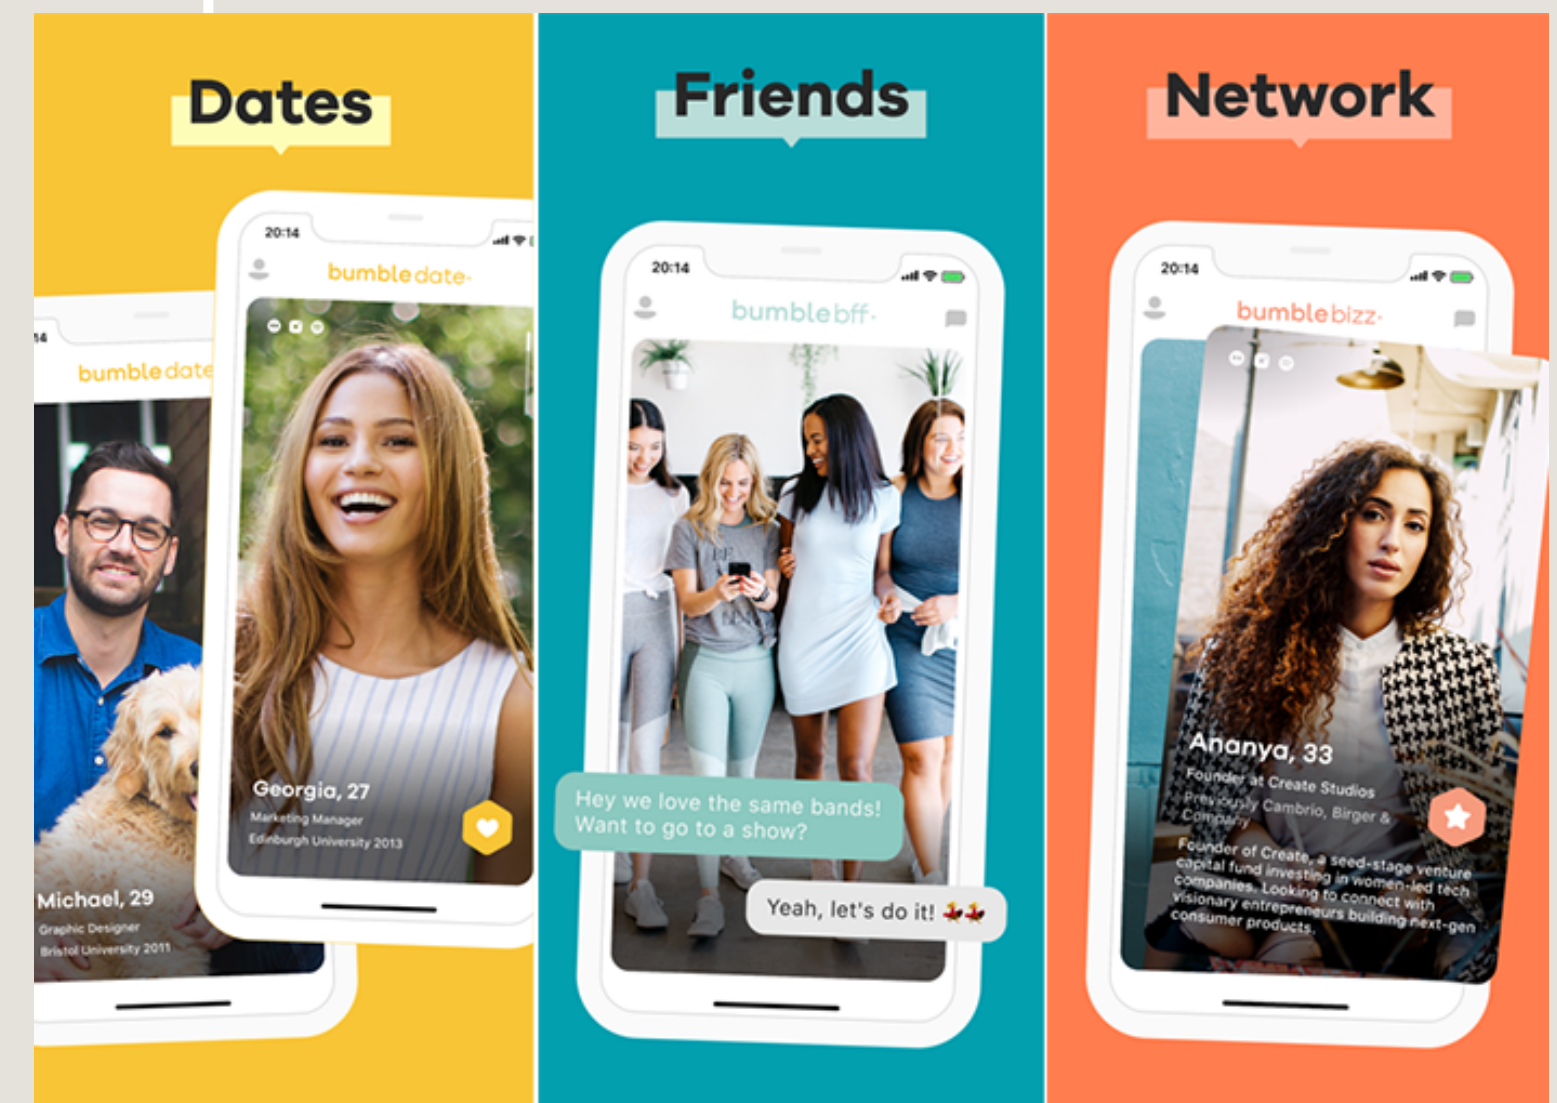 Dates
14
bumble date
Michael, 29
Graphic Designer
Bristol University 2011
20:14
bumble date
Georgia, 27
Marketing Manager
Edinburgh University 2013
Friends
20:14
bumble bff
Hey we love the same bands!
Want to go to a show?
Yeah, let's do it! 💃💃
Network
20:14
bumble bizz
Ananya, 33
Founder at Create Studios
Previously Cambrio, Birger &
Company
Founder of Create, a seed-stage venture
capital fund investing in women-led tech
companies. Looking to connect with
visionary entrepreneurs building next-gen
consumer products.